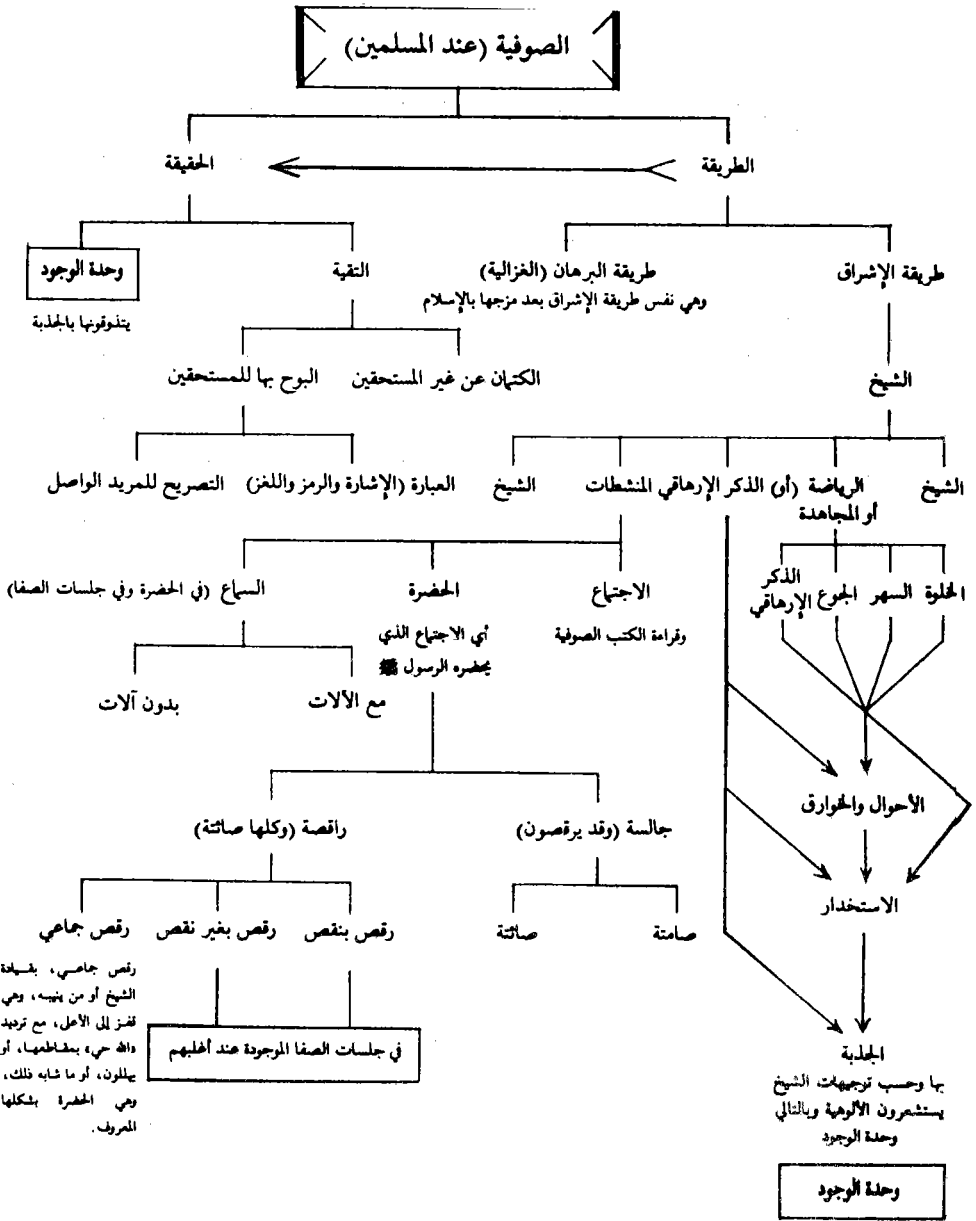 الصوفية (عند المسلمين)
الطريقة
الحقيقة
طريقة الإشراق
طريقة البرهان (الغزالية)
وهي نفس طريقة الإشراق بعد مزجها بالإسلام
التقية
وحدة الوجود
يتذوقونها بالجذبة
الشيخ
الكتمان عن غير المستحقين
البوح بها للمستحقين
الشيخ
الرياضة (أو) الذكر الإرهاقي
أو المجاهدة
المنشطات
الشيخ
العبارة (الإشارة والرمز واللغز)
التصريح للمريد الواصل
الخلوة
السهر
الجوع
الذكر
الإرهاقي
الاجتماع
وقراءة الكتب الصوفية
الحضرة
أي الاجتماع الذي
يحضره الرسول ﷺ
السماع (في الحضرة وفي جلسات الصفا)
مع الآلات
بدون آلات
الأحوال والخوارق
جالسة (وقد يرقصون)
راقصة (وكلها صائتة)
الاستخدار
صامتة
صائتة
رقص بنقص
رقص بغير نقص
رقص جماعي
رقص جماعي، بقيادة
الشيخ أو من ينيبه، وهي
قفز إلى الأعلى، مع ترديد
«الله حي» بمقاطعها، أو
يهللون، أو ما شابه ذلك،
وهي الحضرة بشكلها
المعروف.
في جلسات الصفا الموجودة عند أغلبهم
الجذبة
بها وحسب توجيهات الشيخ
يستشعرون الألوهية وبالتالي
وحدة الوجود
وحدة الوجود